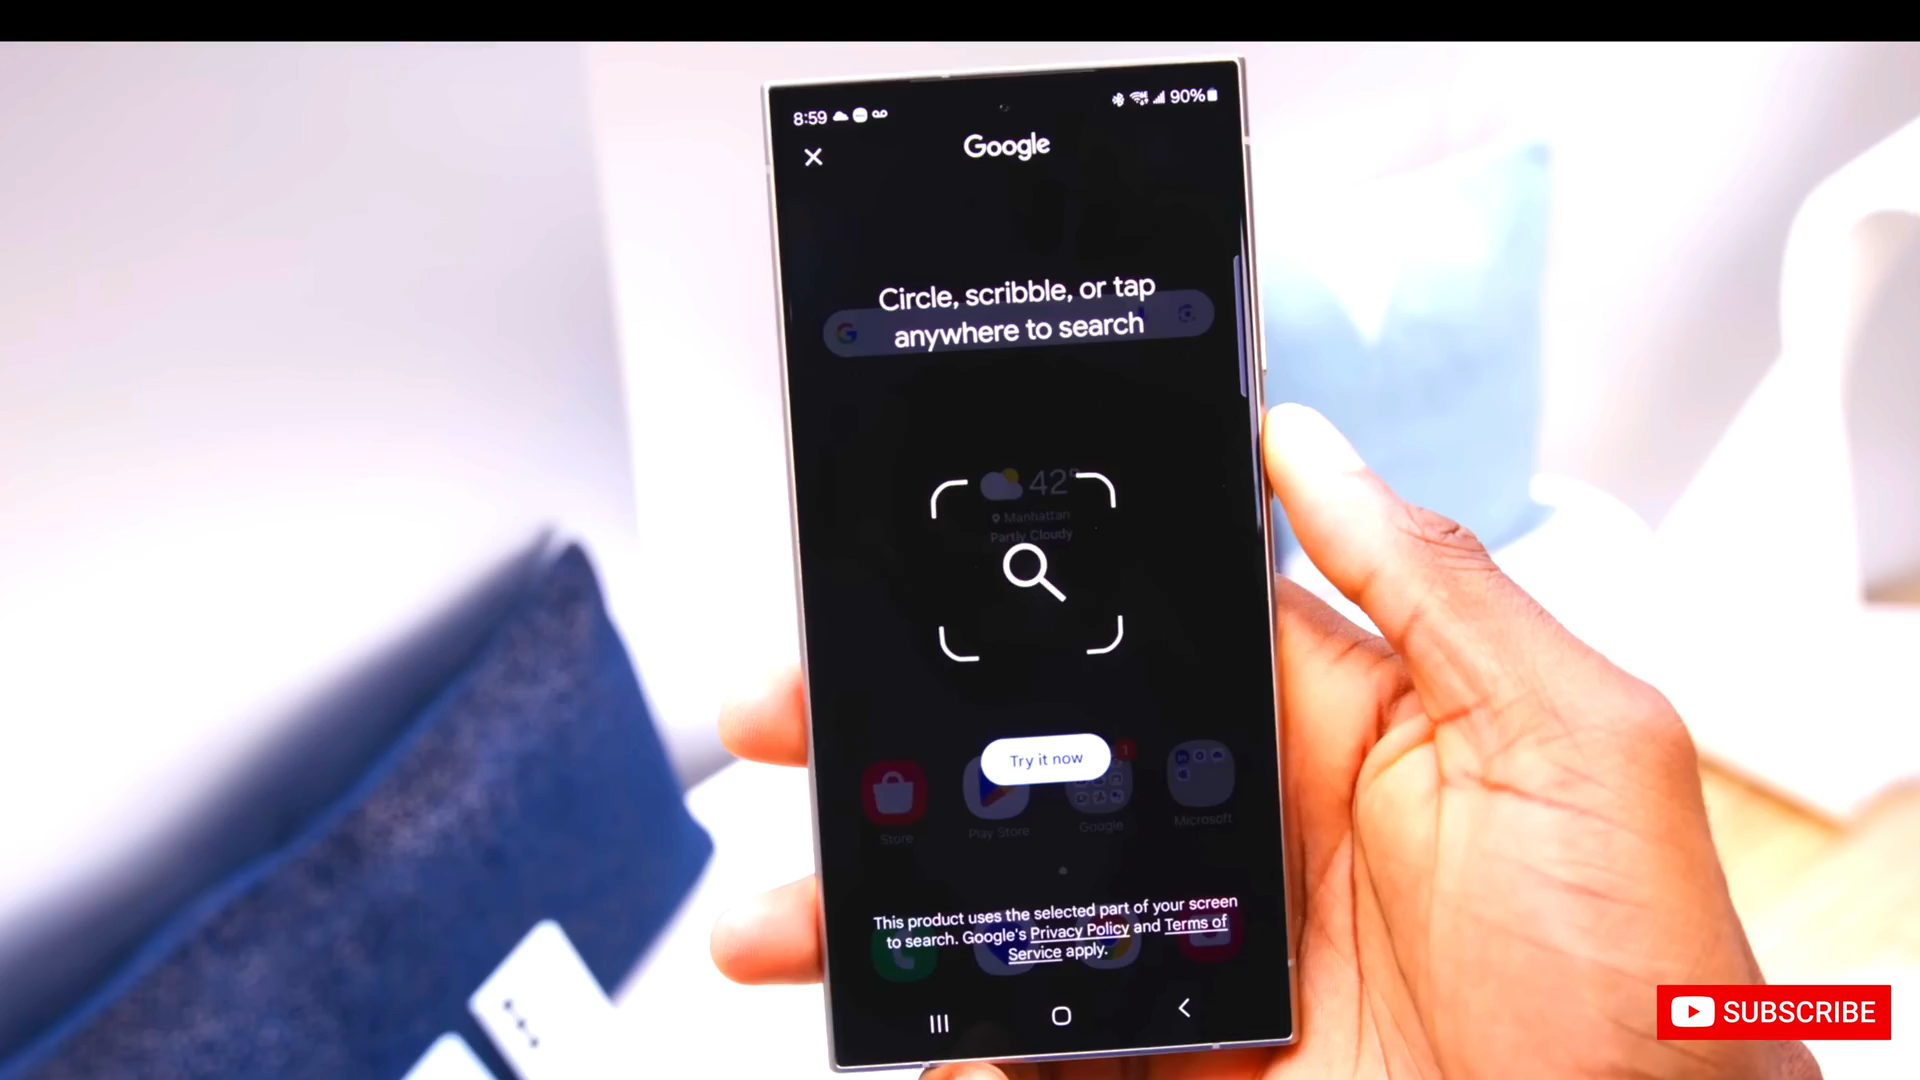 8:59
90%
Google
Circle, scribble, or tap
anywhere to search
42°
Manhattan
Partly Cloudy
Try it now
1
Store
Play Store
Google
Microsoft
This product uses the selected part of your screen
to search. Google's Privacy Policy and Terms of
Service apply.
SUBSCRIBE